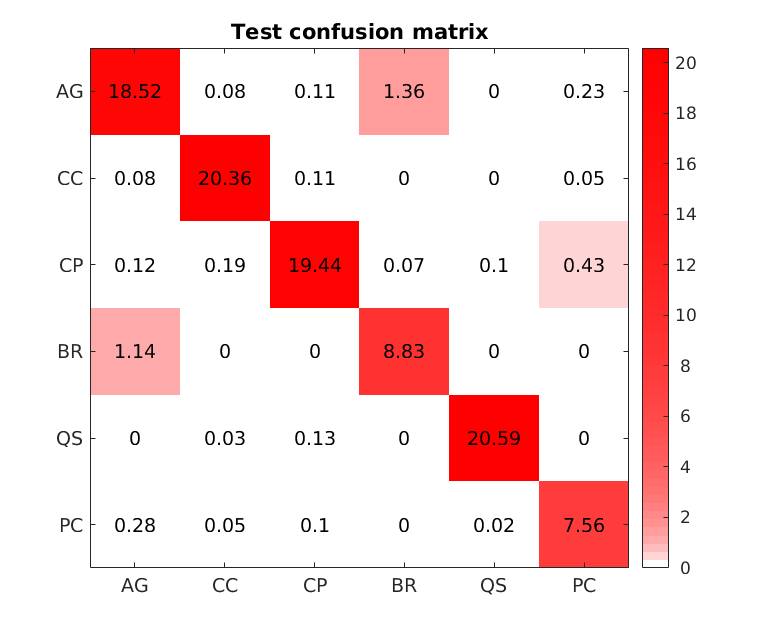 Test confusion matrix
AG 18.52 0.08 0.11 1.36 0 0.23
CC 0.08 20.36 0.11 0 0 0.05
CP 0.12 0.19 19.44 0.07 0.1 0.43
BR 1.14 0 0 8.83 0 0
QS 0 0.03 0.13 0 20.59 0
PC 0.28 0.05 0.1 0 0.02 7.56
AG CC CP BR QS PC
20
18
16
14
12
10
8
6
4
2
0